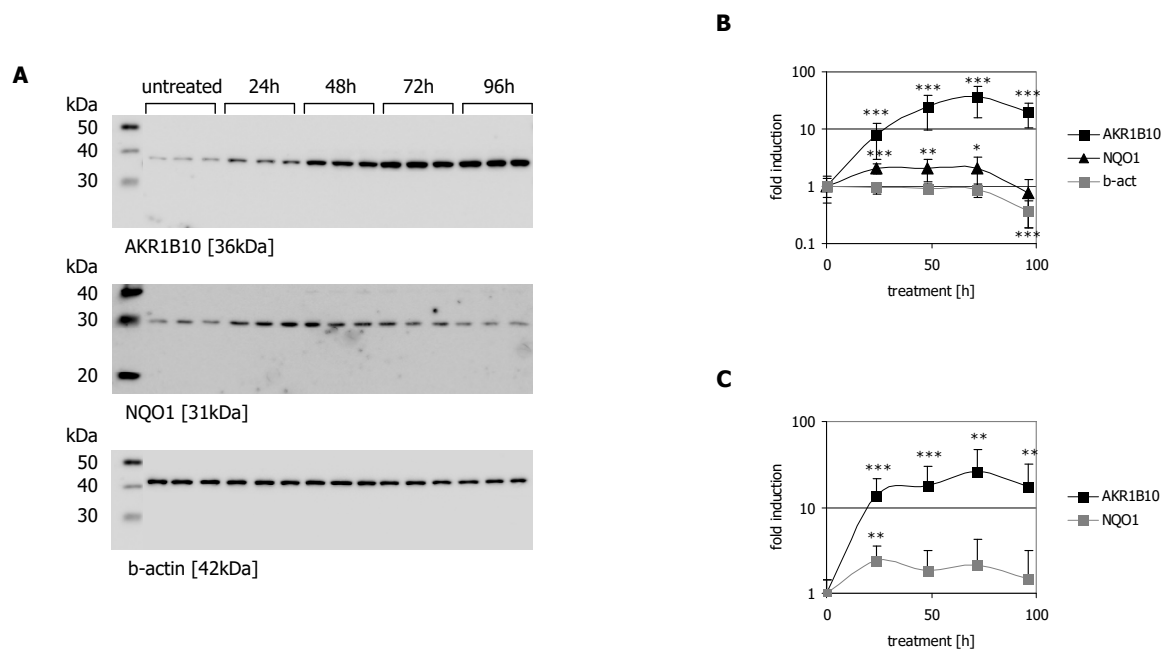 A
untreated 24h 48h 72h 96h
kDa
50
40
30
AKR1B10 [36kDa]
kDa
40
30
20
NQO1 [31kDa]
kDa
50
40
30
b-actin [42kDa]
B
100
10
1
0.1
fold induction
*** *** *** ***
*** ** *
***
0 50 100
treatment [h]
AKR1B10
NQO1
b-act
C
100
10
1
fold induction
*** *** ** **
**
0 50 100
treatment [h]
AKR1B10
NQO1